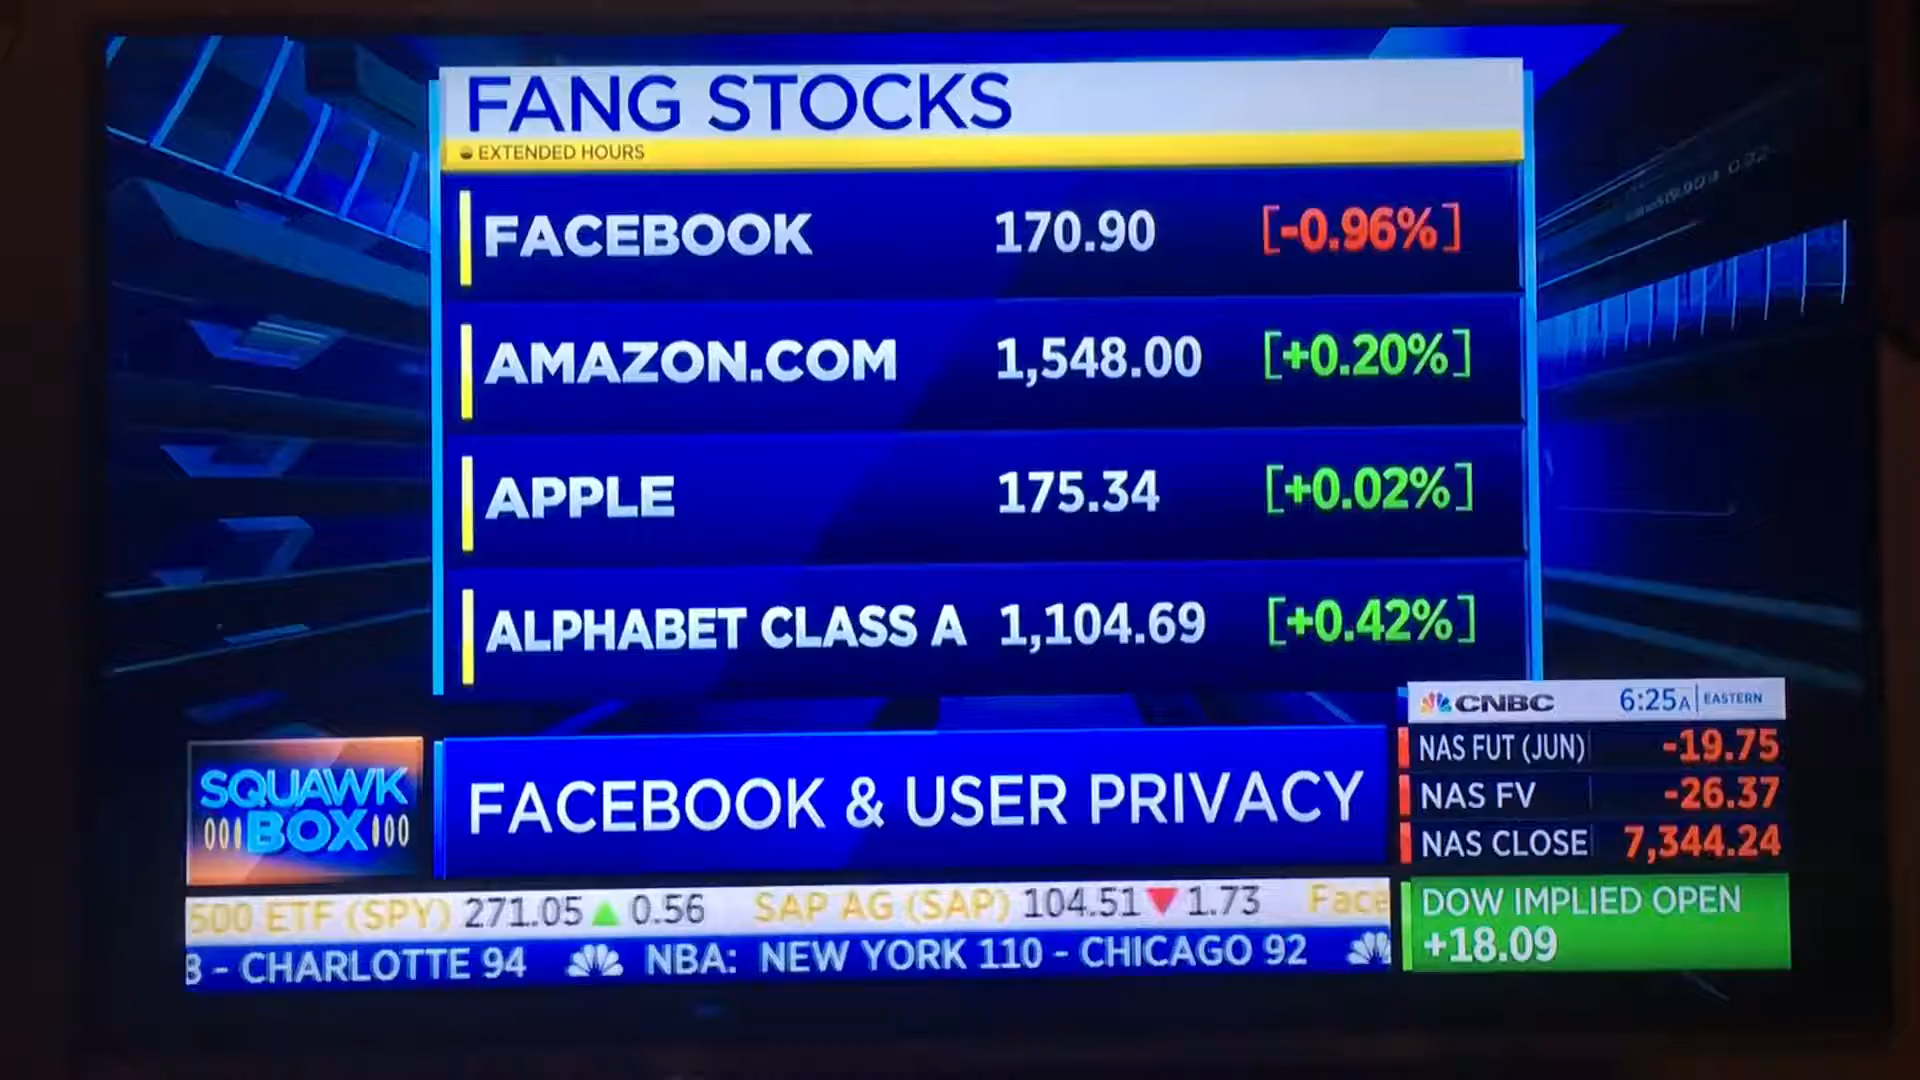 FANG STOCKS
EXTENDED HOURS
FACEBOOK 170.90 [-0.96%]
AMAZON.COM 1,548.00 [+0.20%]
APPLE 175.34 [+0.02%]
ALPHABET CLASS A 1,104.69 [+0.42%]
CNBC 6:25A EASTERN
NAS FUT (JUN) -19.75
NAS FV -26.37
NAS CLOSE 7,344.24
SQUAWK BOX
FACEBOOK & USER PRIVACY
DOW IMPLIED OPEN
+18.09
500 ETF (SPY) 271.05 ▲ 0.56 SAP AG (SAP) 104.51 ▼ 1.73 Face
8 - CHARLOTTE 94 NBA: NEW YORK 110 - CHICAGO 92